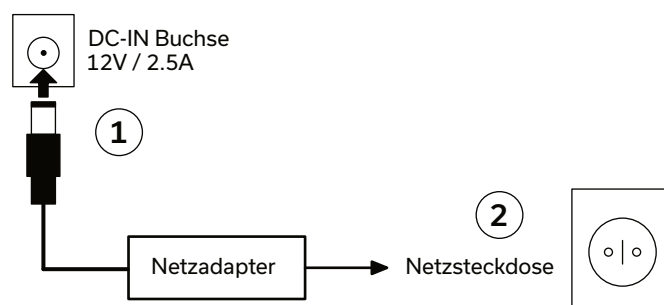 DC-IN Buchse
12V / 2.5A
1
2
Netzadapter
Netzsteckdose